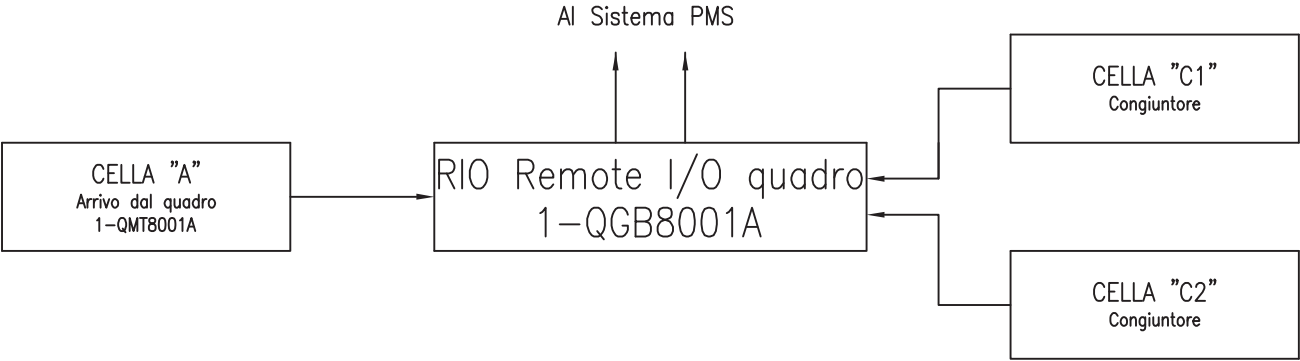 Al Sistema PMS
CELLA "C1"
Congiuntore
CELLA "A"
Arrivo dal quadro
1-QMT8001A
RIO Remote I/O quadro
1-QGB8001A
CELLA "C2"
Congiuntore